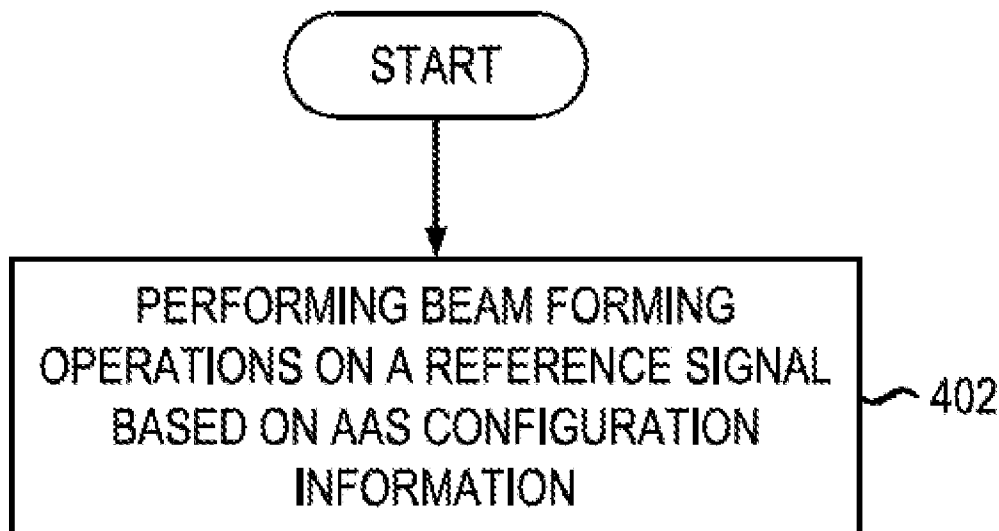 START
PERFORMING BEAM FORMING
OPERATIONS ON A REFERENCE SIGNAL
BASED ON AAS CONFIGURATION
INFORMATION
402